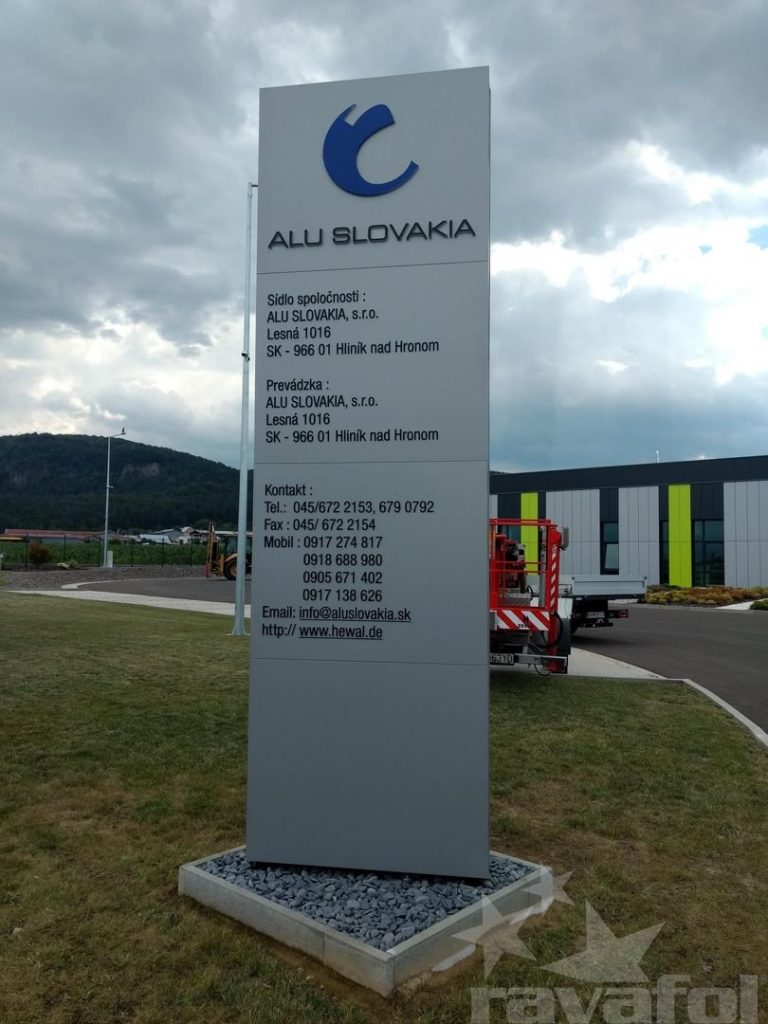 ALU SLOVAKIA
Sídlo spoločnosti :
ALU SLOVAKIA, s.r.o.
Lesná 1016
SK - 966 01 Hliník nad Hronom
Prevádzka :
ALU SLOVAKIA, s.r.o.
Lesná 1016
SK - 966 01 Hliník nad Hronom
Kontakt :
Tel.: 045/672 2153, 679 0792
Fax : 045/ 672 2154
Mobil : 0917 274 817
0918 688 980
0905 671 402
0917 138 626
Email: info@aluslovakia.sk
http:// www.hewal.de
ravafol